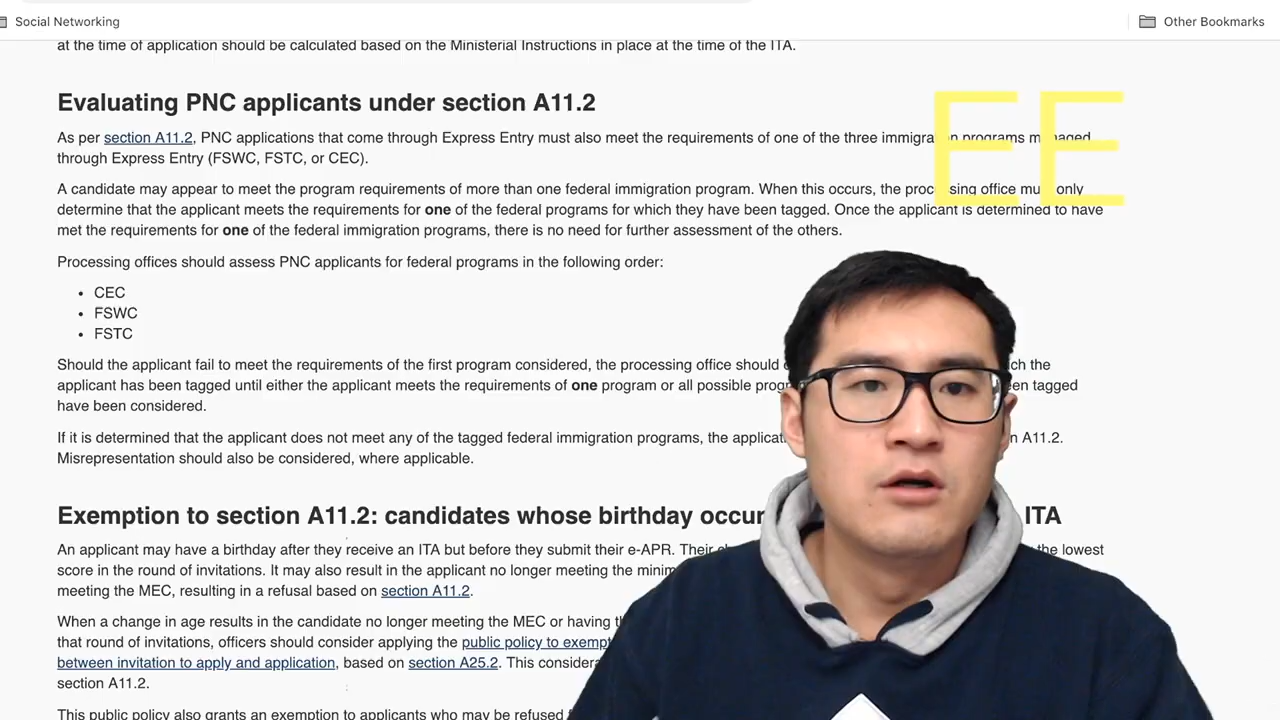 Social Networking
Other Bookmarks
at the time of application should be calculated based on the Ministerial Instructions in place at the time of the ITA.
Evaluating PNC applicants under section A11.2
EE
As per section A11.2, PNC applications that come through Express Entry must also meet the requirements of one of the three immigration programs managed
through Express Entry (FSWC, FSTC, or CEC).
A candidate may appear to meet the program requirements of more than one federal immigration program. When this occurs, the processing office must only
determine that the applicant meets the requirements for one of the federal programs for which they have been tagged. Once the applicant is determined to have
met the requirements for one of the federal immigration programs, there is no need for further assessment of the others.
Processing offices should assess PNC applicants for federal programs in the following order:
• CEC
• FSWC
• FSTC
Should the applicant fail to meet the requirements of the first program considered, the processing office should the
applicant has been tagged until either the applicant meets the requirements of one program or all possible tagged
have been considered.
If it is determined that the applicant does not meet any of the tagged federal immigration programs, the A11.2.
Misrepresentation should also be considered, where applicable.
Exemption to section A11.2: candidates whose birthday ITA
An applicant may have a birthday after they receive an ITA but before they submit their e-APR. Their the lowest
score in the round of invitations. It may also result in the applicant no longer meeting the
meeting the MEC, resulting in a refusal based on section A11.2.
When a change in age results in the candidate no longer meeting the MEC or having
that round of invitations, officers should consider applying the public policy to
between invitation to apply and application, based on section A25.2. This
section A11.2.
This public policy also grants an exemption to applicants who may be refused